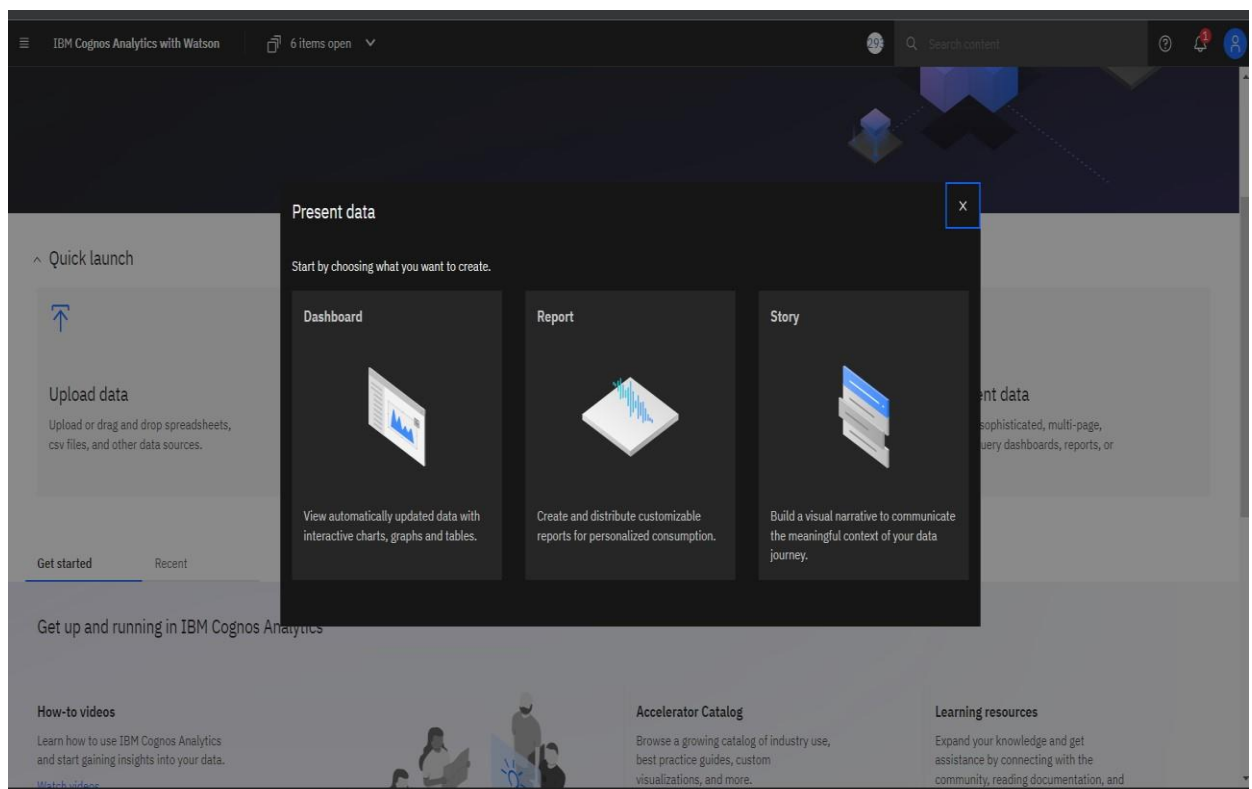 IBM Cognos Analytics with Watson
6 items open
293
Search content
1
Present data
Start by choosing what you want to create.
Dashboard
View automatically updated data with
interactive charts, graphs and tables.
Report
Create and distribute customizable
reports for personalized consumption.
Story
Build a visual narrative to communicate
the meaningful context of your data
journey.
Quick launch
Upload data
Upload or drag and drop spreadsheets,
csv files, and other data sources.
ent data
sophisticated, multi-page,
uery dashboards, reports, or
Get started
Recent
Get up and running in IBM Cognos Analytics
How-to videos
Learn how to use IBM Cognos Analytics
and start gaining insights into your data.
Watch videos
Accelerator Catalog
Browse a growing catalog of industry use,
best practice guides, custom
visualizations, and more.
Learning resources
Expand your knowledge and get
assistance by connecting with the
community, reading documentation, and